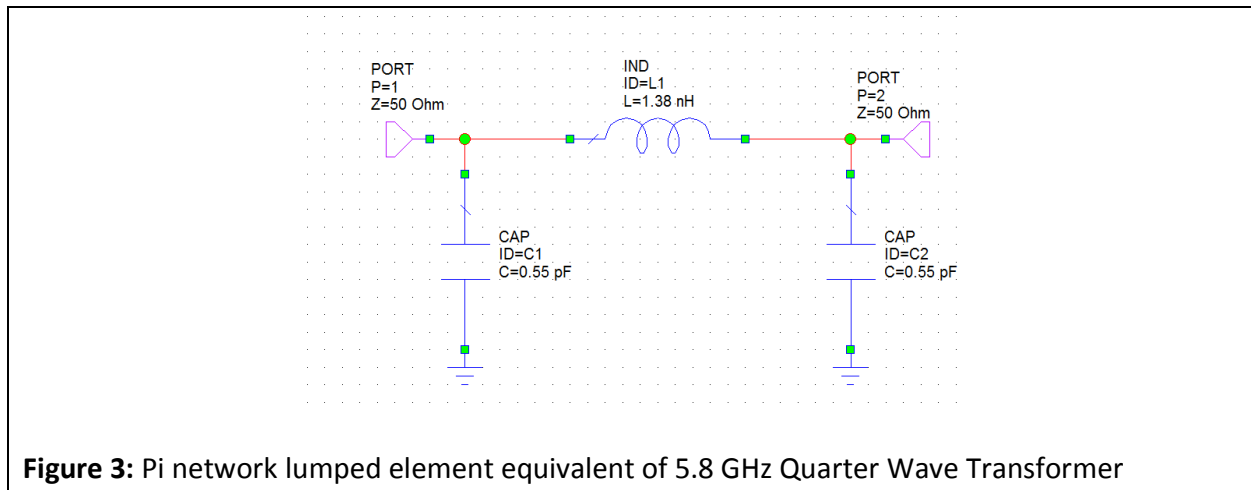 PORT
P=1
Z=50 Ohm
IND
ID=L1
L=1.38 nH
PORT
P=2
Z=50 Ohm
CAP
ID=C1
C=0.55 pF
CAP
ID=C2
C=0.55 pF
Figure 3: Pi network lumped element equivalent of 5.8 GHz Quarter Wave Transformer